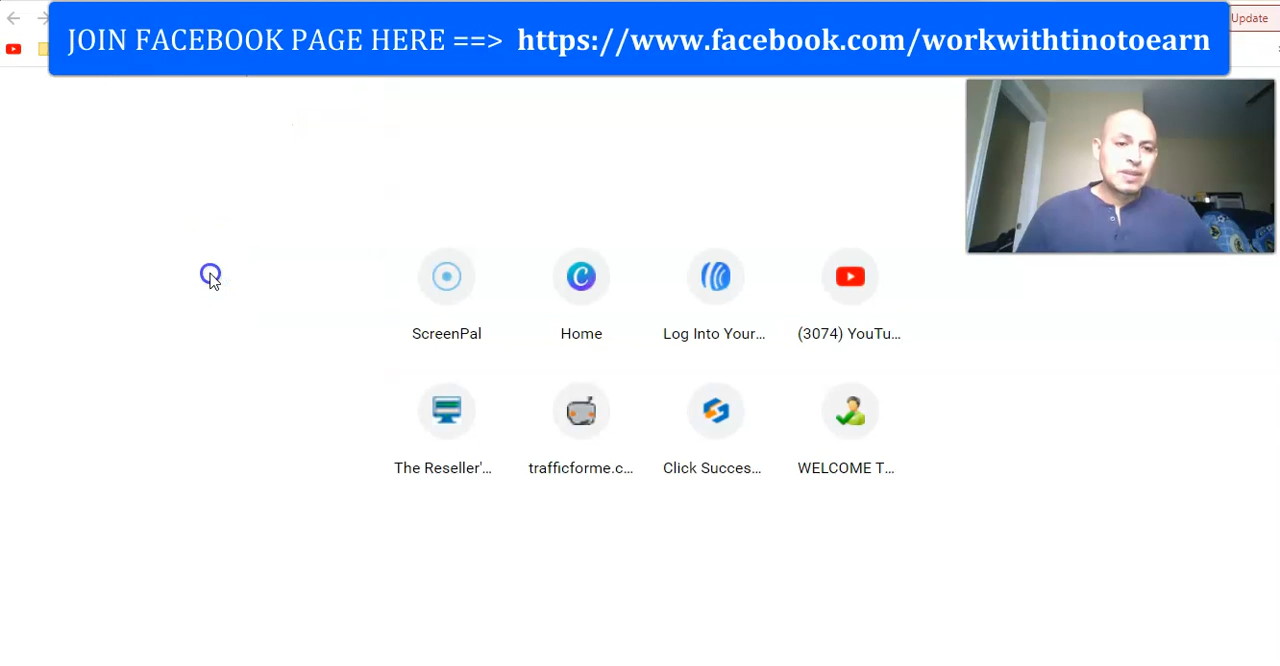 Update
JOIN FACEBOOK PAGE HERE ==> https://www.facebook.com/workwithtinotoearn
ScreenPal
Home
Log Into Your...
(3074) YouTu...
The Reseller'...
trafficforme.c...
Click Succes...
WELCOME T...